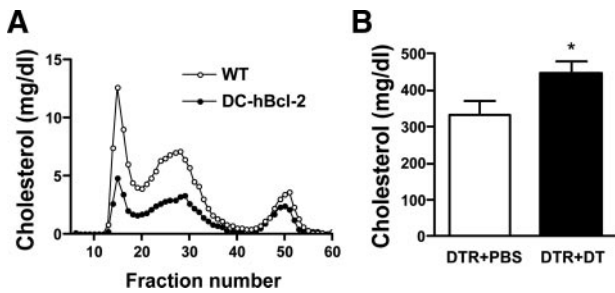 A
Cholesterol (mg/dl)
15
10
5
0
WT
DC-hBcl-2
10 20 30 40 50 60
Fraction number
B
Cholesterol (mg/dl)
500
400
300
200
100
0
*
DTR+PBS DTR+DT